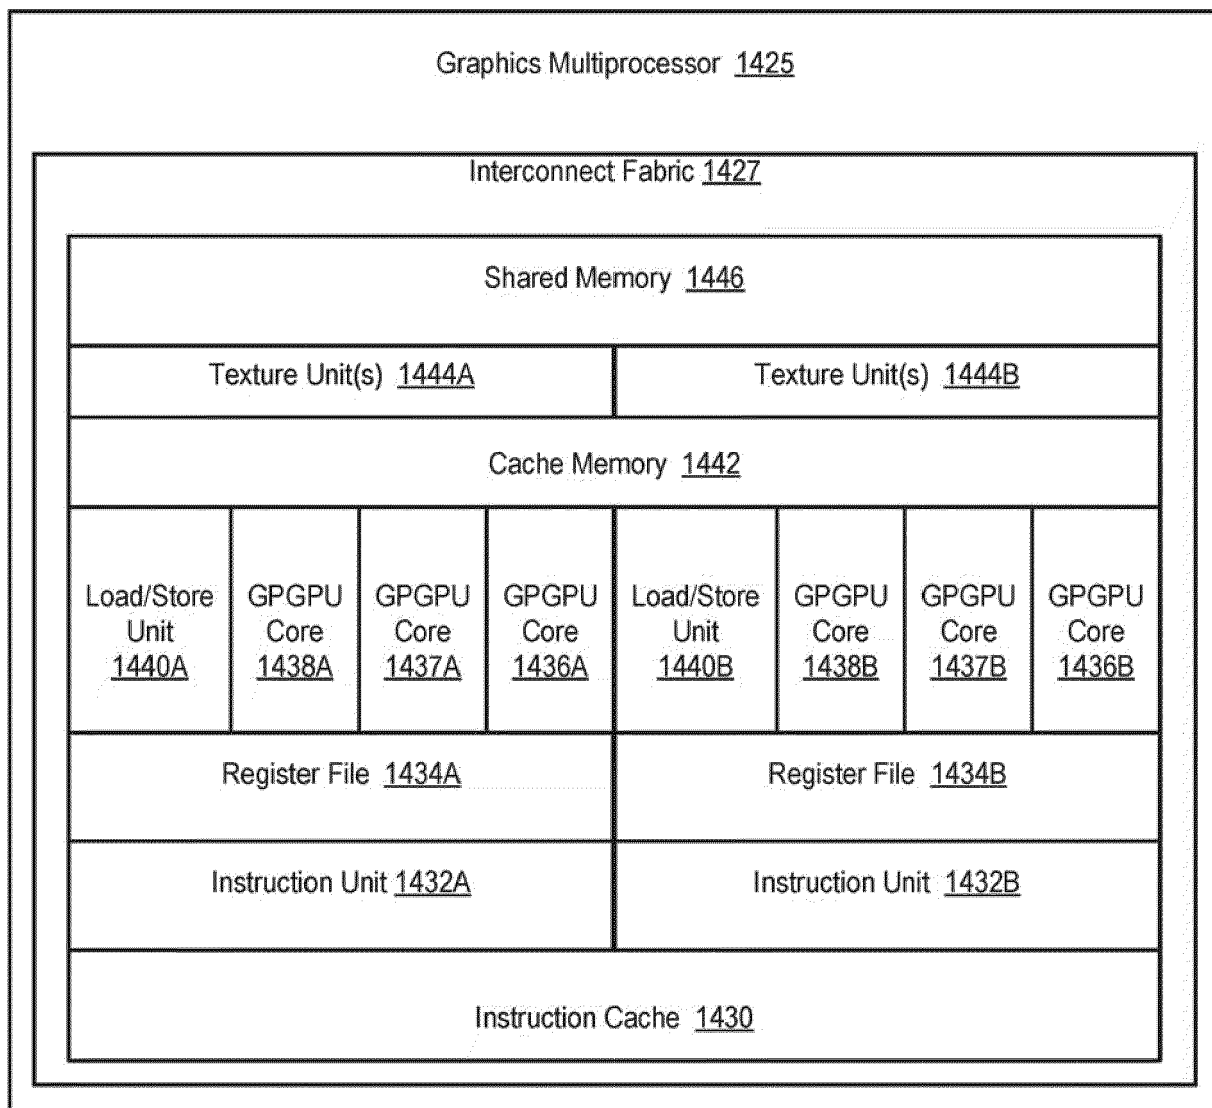 Graphics Multiprocessor 1425
Interconnect Fabric 1427
Shared Memory 1446
Texture Unit(s) 1444A
Texture Unit(s) 1444B
Cache Memory 1442
Load/Store
Unit
1440A
GPGPU
Core
1438A
GPGPU
Core
1437A
GPGPU
Core
1436A
Load/Store
Unit
1440B
GPGPU
Core
1438B
GPGPU
Core
1437B
GPGPU
Core
1436B
Register File 1434A
Register File 1434B
Instruction Unit 1432A
Instruction Unit 1432B
Instruction Cache 1430